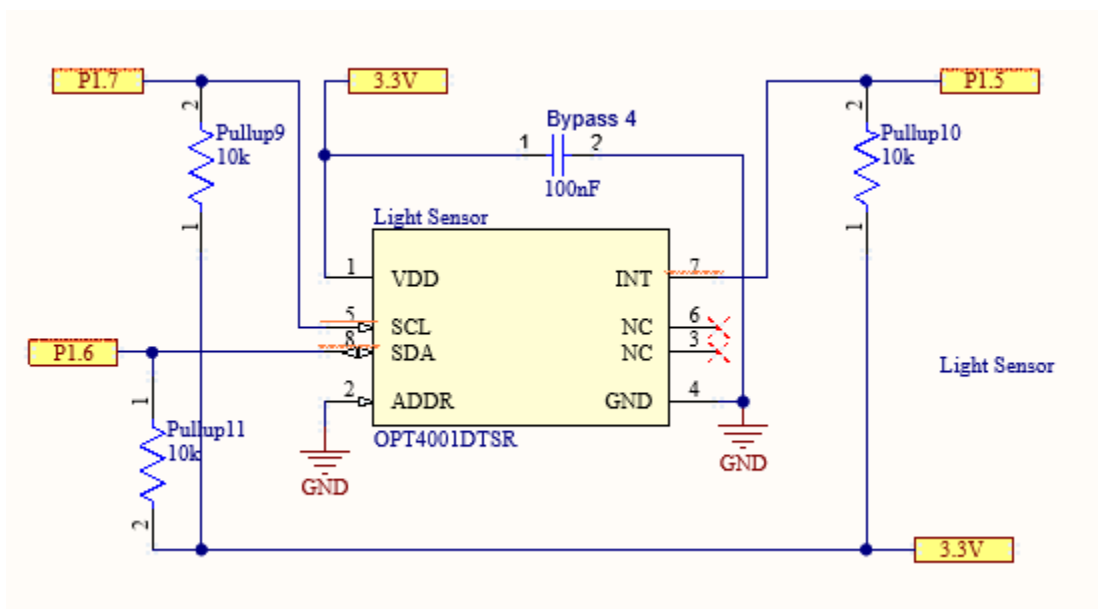 P1.7
3.3V
P1.5
2
Pullup9
10k
1
Bypass 4
1
2
100nF
2
Pullup10
10k
1
Light Sensor
1
VDD
INT
7
5
SCL
NC
6
8
SDA
NC
3
2
ADDR
GND
4
OPT4001DTSR
P1.6
1
Pullup11
10k
2
GND
GND
Light Sensor
3.3V